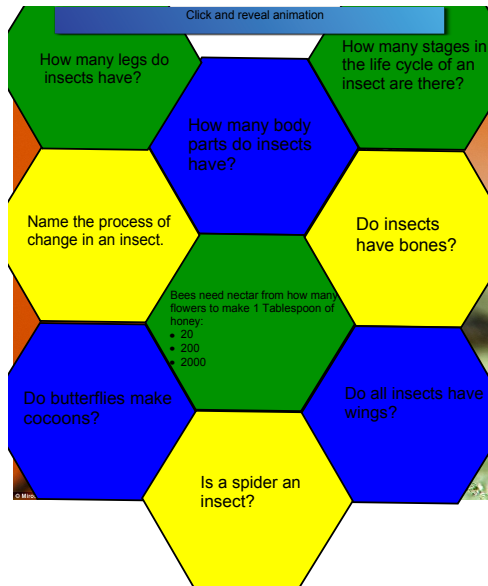 Click and reveal animation
How many legs do
insects have?
How many stages in
the life cycle of an
insect are there?
How many body
parts do insects
have?
Name the process of
change in an insect.
Do insects
have bones?
Bees need nectar from how many
flowers to make 1 Tablespoon of
honey:
• 20
• 200
• 2000
Do butterflies make
cocoons?
Do all insects have
wings?
Is a spider an
insect?